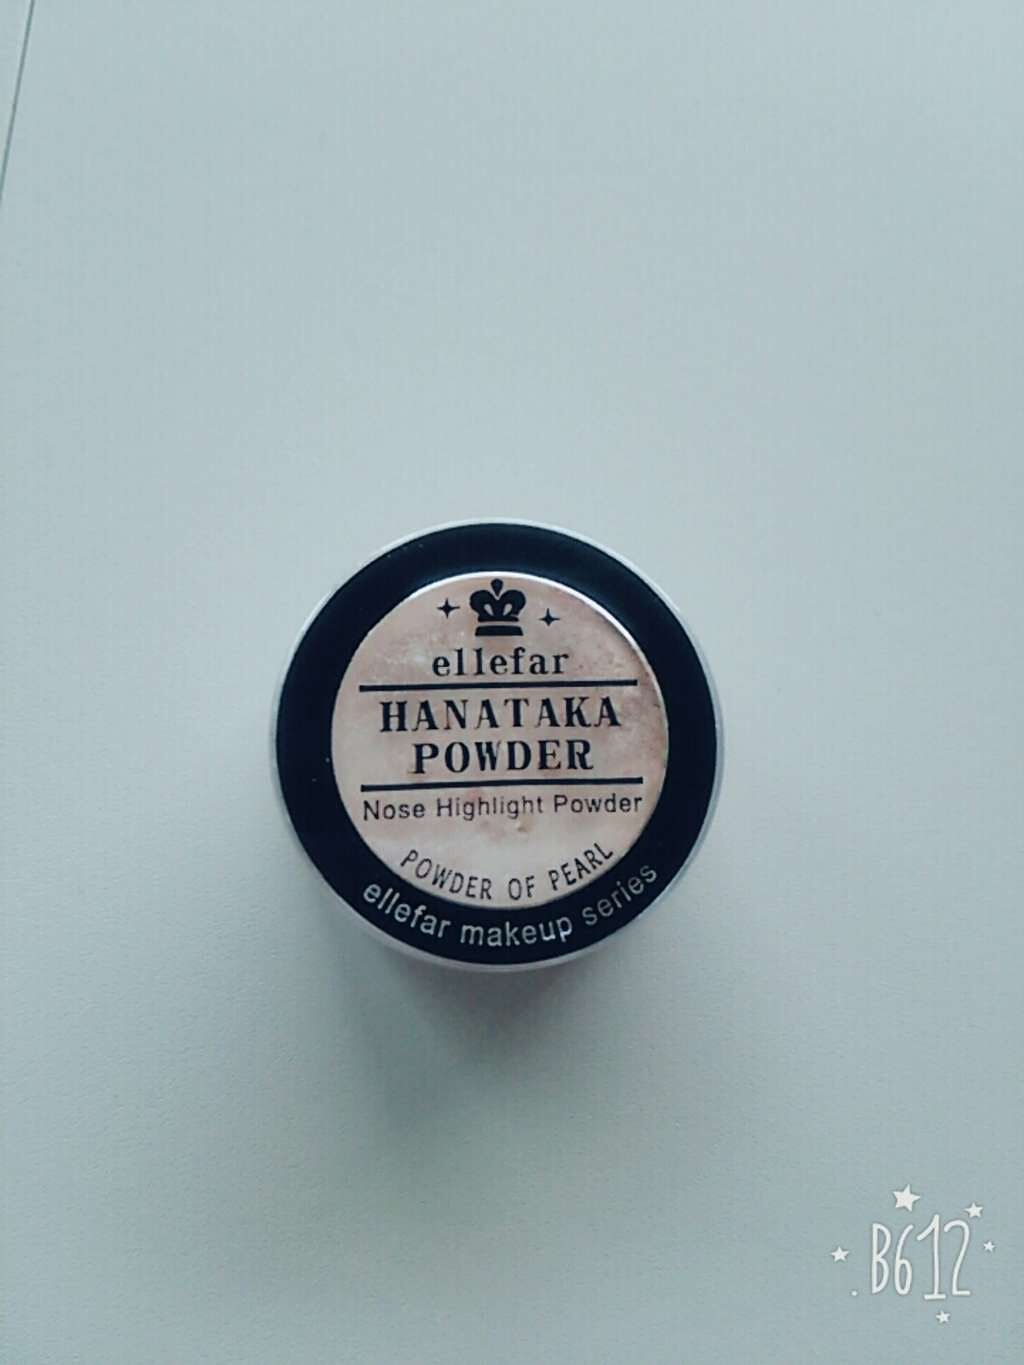 ellefar
HANATAKA
POWDER
Nose Highlight Powder
POWDER OF PEARL
ellefar makeup series
B612